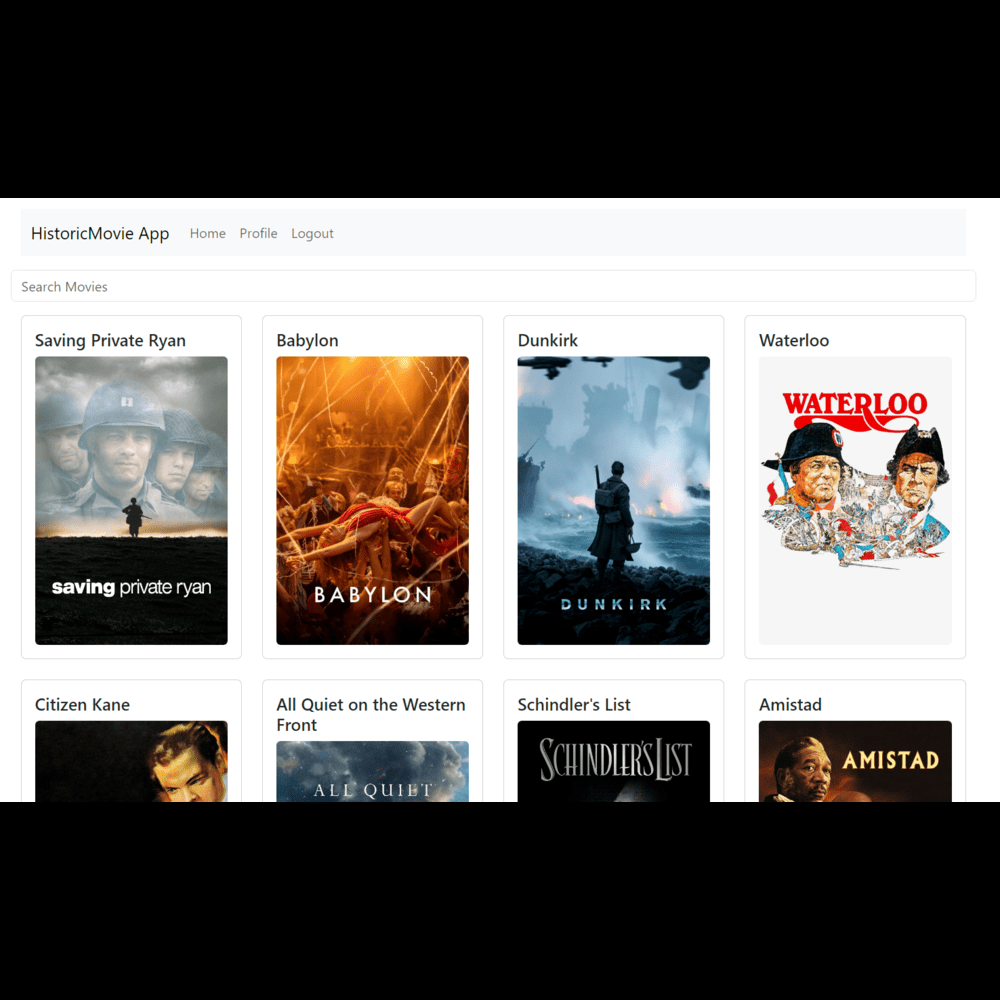 HistoricMovie App Home Profile Logout
Search Movies
Saving Private Ryan
saving private ryan
Babylon
BABYLON
Dunkirk
DUNKIRK
Waterloo
WATERLOO
Citizen Kane
All Quiet on the Western
Front
ALL QUIET
Schindler's List
SCHINDLER'S LIST
Amistad
AMISTAD